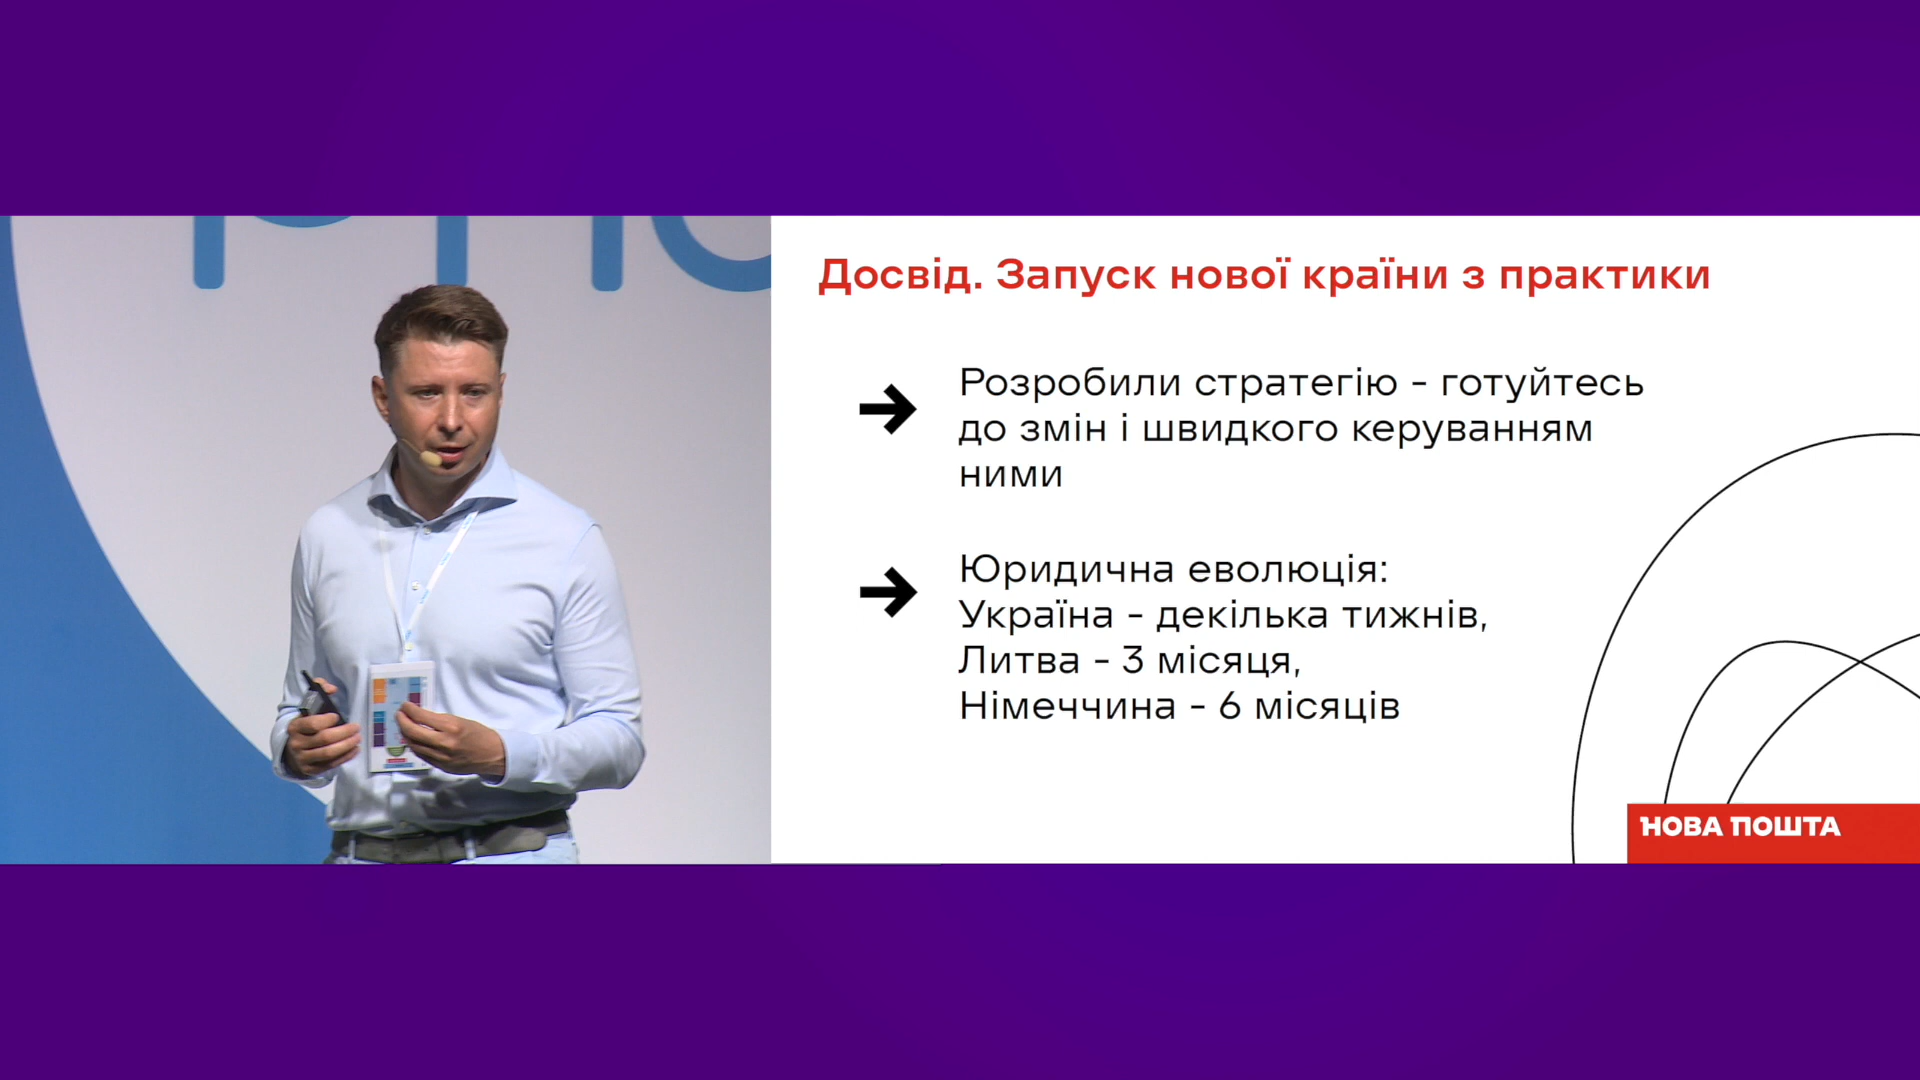 Досвід. Запуск нової країни з практики
Розробили стратегію - готуйтесь
до змін і швидкого керуванням
ними
Юридична еволюція:
Україна - декілька тижнів,
Литва - 3 місяця,
Німеччина - 6 місяців
НОВА ПОШТА